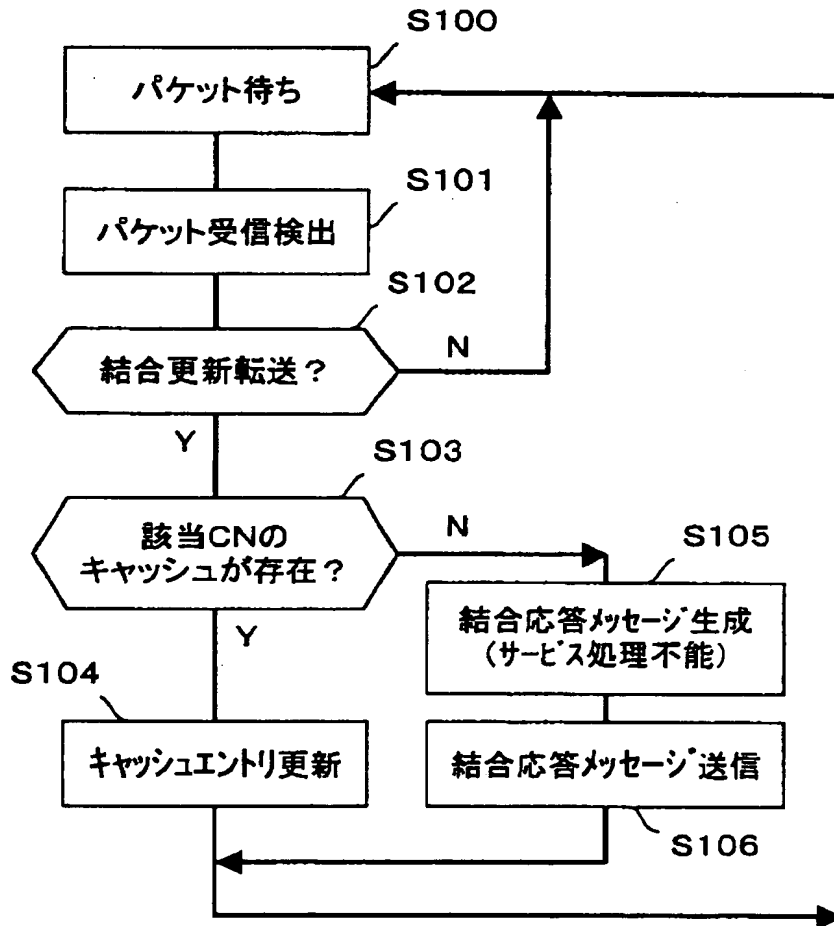 S100
パケット待ち
S101
パケット受信検出
S102
結合更新転送？
N
Y
S103
該当CNの
キャッシュが存在？
N
Y
S105
結合応答メッセージ生成
（サービス処理不能）
S104
キャッシュエントリ更新
結合応答メッセージ送信
S106